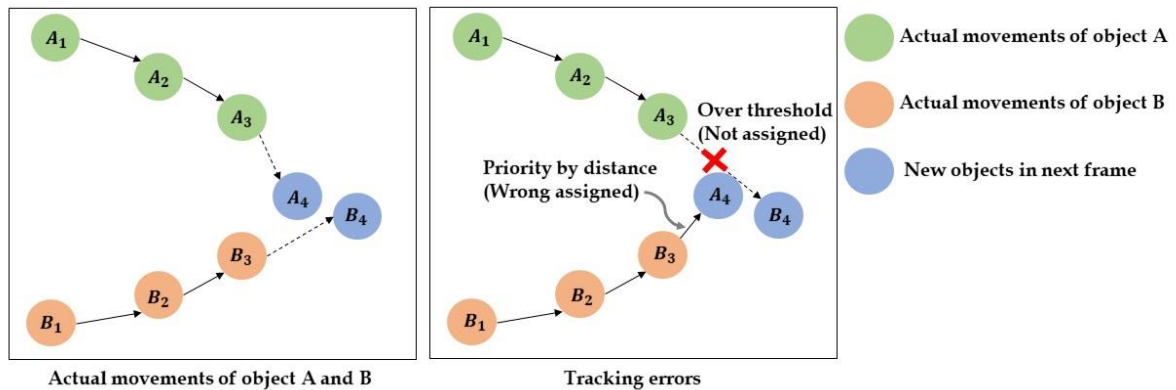 A₁
A₂
A₃
A₄
B₄
B₃
B₂
B₁
Actual movements of object A and B
A₁
A₂
A₃
Over threshold
(Not assigned)
Priority by distance
(Wrong assigned)
A₄
B₄
B₃
B₂
B₁
Tracking errors
Actual movements of object A
Actual movements of object B
New objects in next frame